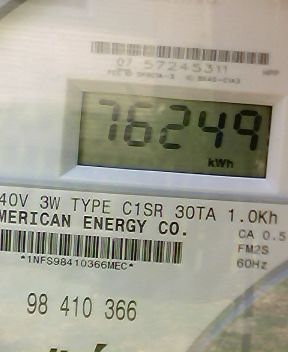 07 57245311
76249
kWh
40V 3W TYPE C1SR 30TA 1.0Kh
MERICAN ENERGY CO.
CA 0.5
FM2S
*1NFS98410366MEC*
60Hz
98 410 366